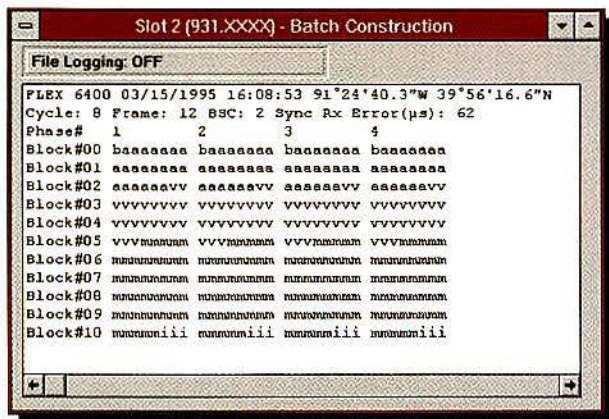 Slot 2 (931.XXXX) - Batch Construction
File Logging: OFF
FLEX 6400 03/15/1995 16:08:53 91°24'40.3"W 39°56'16.6"N
Cycle: 8 Frame: 12 BSC: 2 Sync Rx Error(µs): 62
Phase# 1 2 3 4
Block#00 baaaaaaa baaaaaaa baaaaaaa baaaaaaa
Block#01 aaaaaaaa aaaaaaaa aaaaaaaa aaaaaaaa
Block#02 aaaaaavv aaaaaavv aaaaaavv aaaaaavv
Block#03 vvvvvvvv vvvvvvvv vvvvvvvv vvvvvvvv
Block#04 vvvvvvvv vvvvvvvv vvvvvvvv vvvvvvvv
Block#05 vvvmmmmm vvvmmmmm vvvmmmmm vvvmmmmm
Block#06 mmmmmmmm mmmmmmmm mmmmmmmm mmmmmmmm
Block#07 mmmmmmmm mmmmmmmm mmmmmmmm mmmmmmmm
Block#08 mmmmmmmm mmmmmmmm mmmmmmmm mmmmmmmm
Block#09 mmmmmmmm mmmmmmmm mmmmmmmm mmmmmmmm
Block#10 mmmmmiii mmmmmiii mmmmmiii mmmmmiii